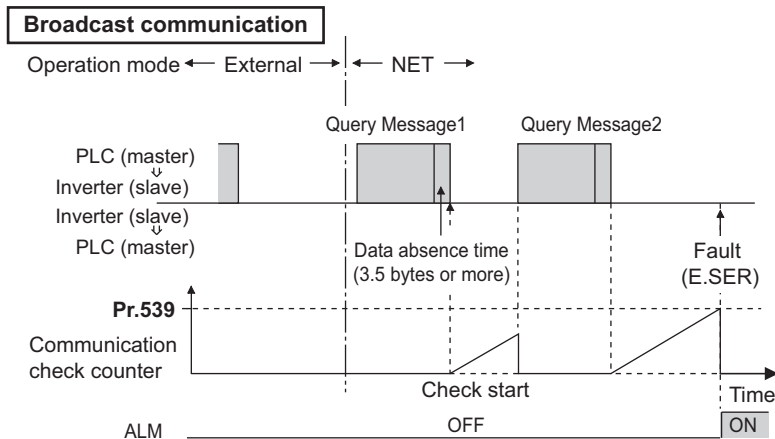 Broadcast communication
Operation mode External NET
Query Message1 Query Message2
PLC (master)
⇓
Inverter (slave)
Inverter (slave)
⇓
PLC (master)
Data absence time
(3.5 bytes or more)
Fault
(E.SER)
Pr.539
Communication
check counter
Check start
Time
ALM OFF ON